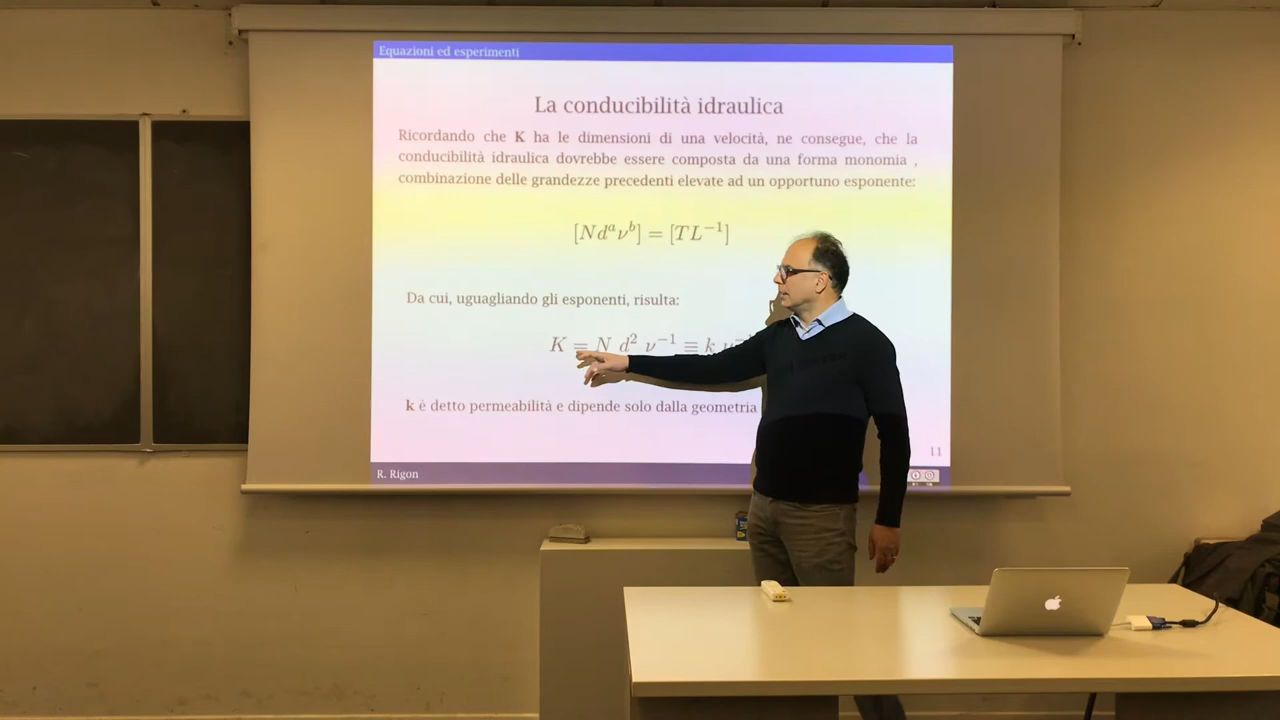 Equazioni ed esperimenti
La conducibilità idraulica
Ricordando che K ha le dimensioni di una velocità, ne consegue, che la
conducibilità idraulica dovrebbe essere composta da una forma monomia ,
combinazione delle grandezze precedenti elevate ad un opportuno esponente:
[Nd^a ν^b] = [TL^−1]
Da cui, uguagliando gli esponenti, risulta:
K = N d^2 ν^−1 ≡ k
k è detto permeabilità e dipende solo dalla geometria
11
R. Rigon